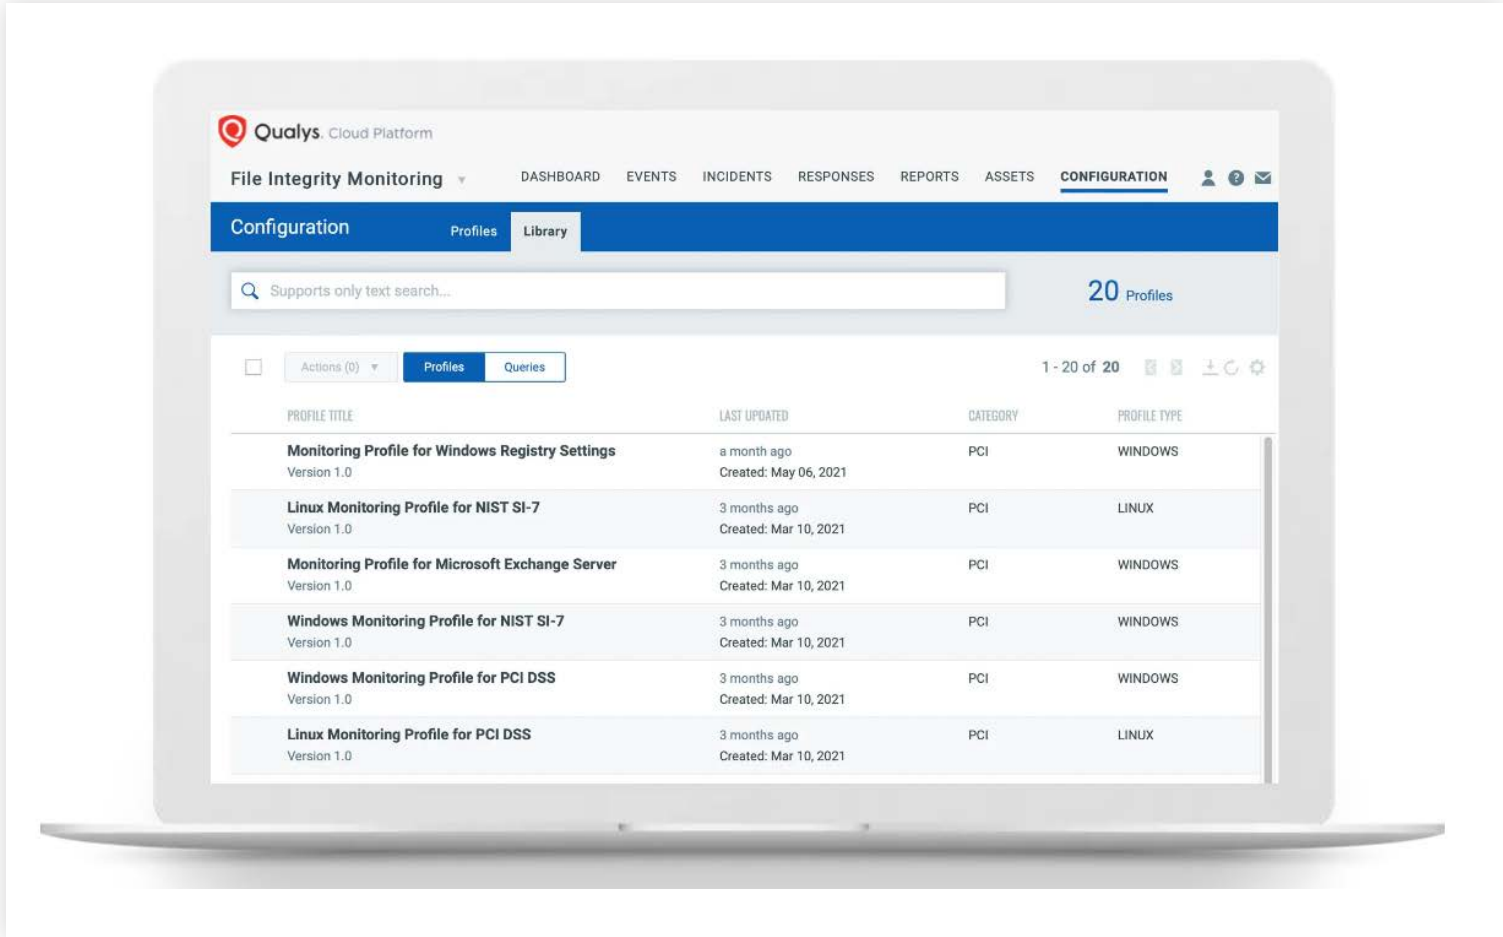 Qualys. Cloud Platform
File Integrity Monitoring DASHBOARD EVENTS INCIDENTS RESPONSES REPORTS ASSETS CONFIGURATION
Configuration Profiles Library
Supports only text search... 20 Profiles
Actions (0) Profiles Queries 1 - 20 of 20
PROFILE TITLE LAST UPDATED CATEGORY PROFILE TYPE
Monitoring Profile for Windows Registry Settings a month ago PCI WINDOWS
Version 1.0 Created: May 06, 2021
Linux Monitoring Profile for NIST SI-7 3 months ago PCI LINUX
Version 1.0 Created: Mar 10, 2021
Monitoring Profile for Microsoft Exchange Server 3 months ago PCI WINDOWS
Version 1.0 Created: Mar 10, 2021
Windows Monitoring Profile for NIST SI-7 3 months ago PCI WINDOWS
Version 1.0 Created: Mar 10, 2021
Windows Monitoring Profile for PCI DSS 3 months ago PCI WINDOWS
Version 1.0 Created: Mar 10, 2021
Linux Monitoring Profile for PCI DSS 3 months ago PCI LINUX
Version 1.0 Created: Mar 10, 2021